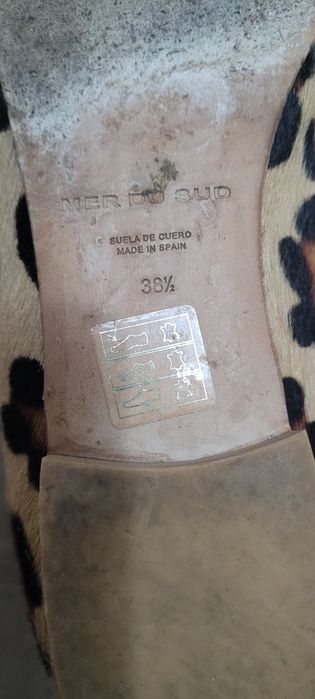 MER DU SUD
SUELA DE CUERO
MADE IN SPAIN
38½